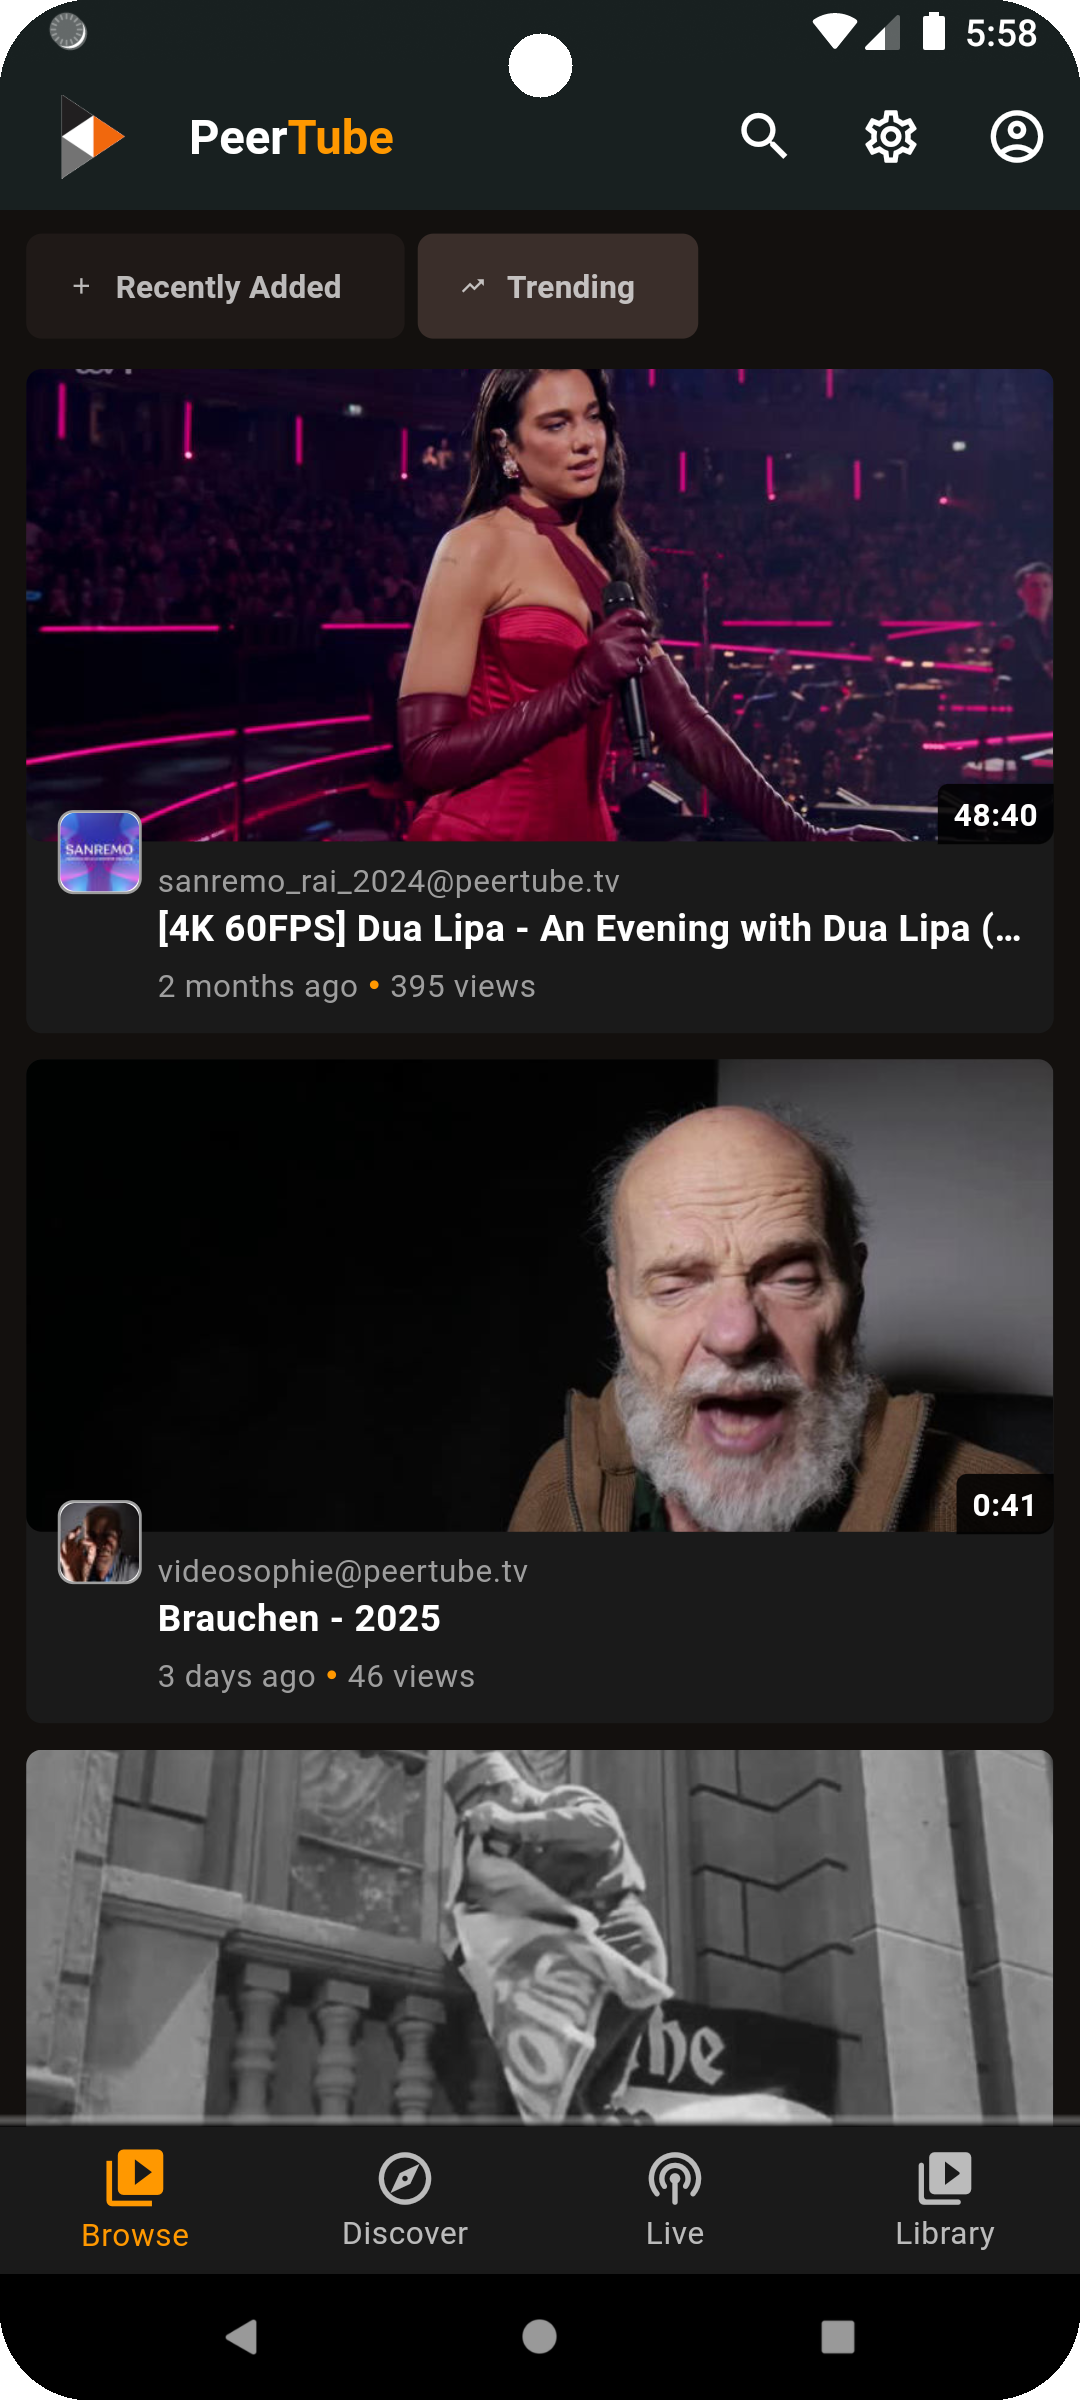 5:58
PeerTube
Recently Added
Trending
48:40
SANREMO
sanremo_rai_2024@peertube.tv
[4K 60FPS] Dua Lipa - An Evening with Dua Lipa (…
2 months ago • 395 views
0:41
videosophie@peertube.tv
Brauchen - 2025
3 days ago • 46 views
he
Browse
Discover
Live
Library